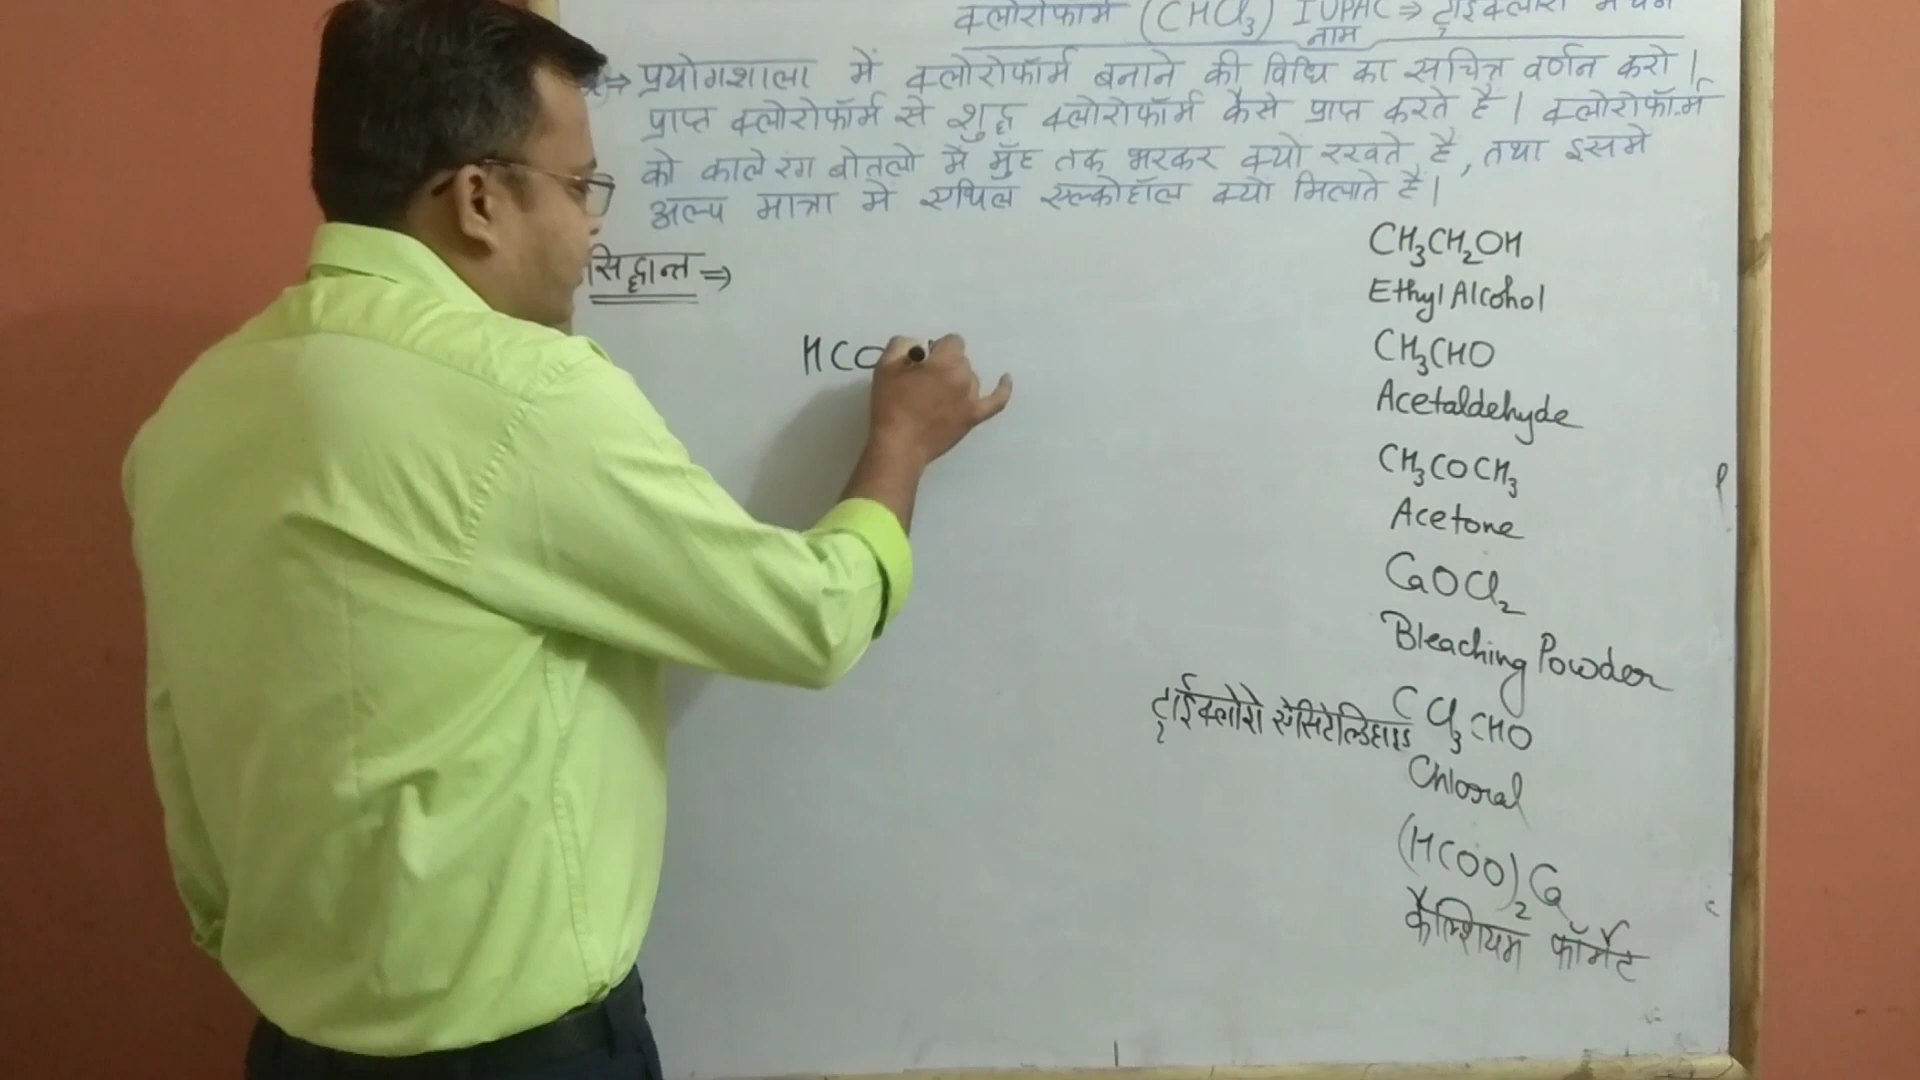 क्लोरोफॉर्म (CHCl₃) IUPAC ⇒ ट्राईक्लोरो
नाम
प्रयोगशाला में क्लोरोफॉर्म बनाने की विधि का सचित्र वर्णन करो।
प्राप्त क्लोरोफॉर्म से शुद्ध क्लोरोफॉर्म कैसे प्राप्त करते है। क्लोरोफॉर्म
को काले रंग बोतलो मे मुँह तक भरकर क्यो रखते है, तथा इसमे
अल्प मात्रा मे एथिल एल्कोहॉल क्यो मिलाते है।
सिद्धान्त ⇒
HCO
CH₃CH₂OH
Ethyl Alcohol
CH₃CHO
Acetaldehyde
CH₃COCH₃
Acetone
CaOCl₂
Bleaching Powder
ट्राईक्लोरो एसिटेल्डिहाइड CCl₃CHO
Chloral
(HCOO)₂Ca
कैल्शियम फॉर्मेट